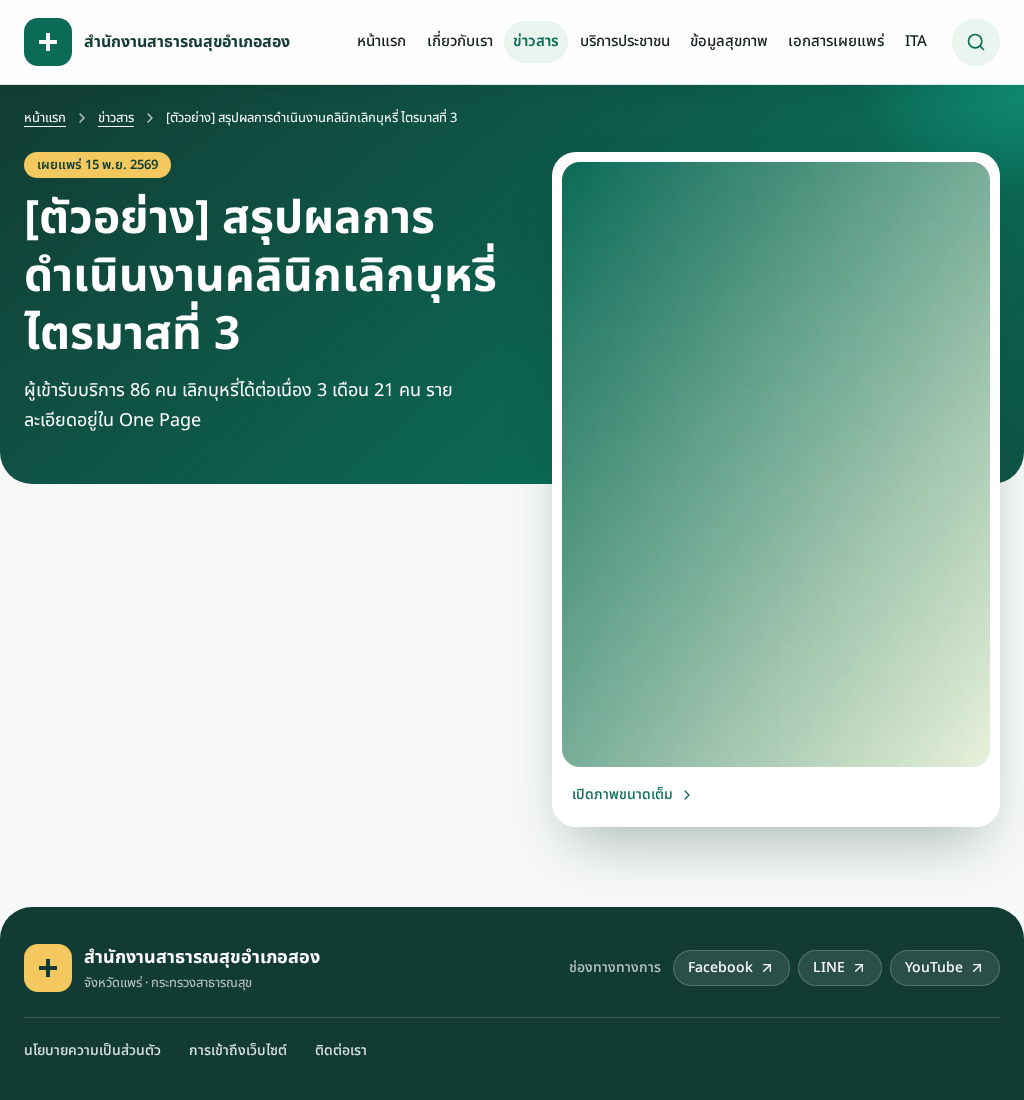 สำนักงานสาธารณสุขอำเภอสอง
หน้าแรก เกี่ยวกับเรา ข่าวสาร บริการประชาชน ข้อมูลสุขภาพ เอกสารเผยแพร่ ITA
หน้าแรก ข่าวสาร [ตัวอย่าง] สรุปผลการดำเนินงานคลินิกเลิกบุหรี่ ไตรมาสที่ 3
เผยแพร่ 15 พ.ย. 2569
[ตัวอย่าง] สรุปผลการ
ดำเนินงานคลินิกเลิกบุหรี่
ไตรมาสที่ 3
ผู้เข้ารับบริการ 86 คน เลิกบุหรี่ได้ต่อเนื่อง 3 เดือน 21 คน ราย
ละเอียดอยู่ใน One Page
เปิดภาพขนาดเต็ม
สำนักงานสาธารณสุขอำเภอสอง
จังหวัดแพร่ · กระทรวงสาธารณสุข
ช่องทางทางการ Facebook LINE YouTube
นโยบายความเป็นส่วนตัว การเข้าถึงเว็บไซต์ ติดต่อเรา